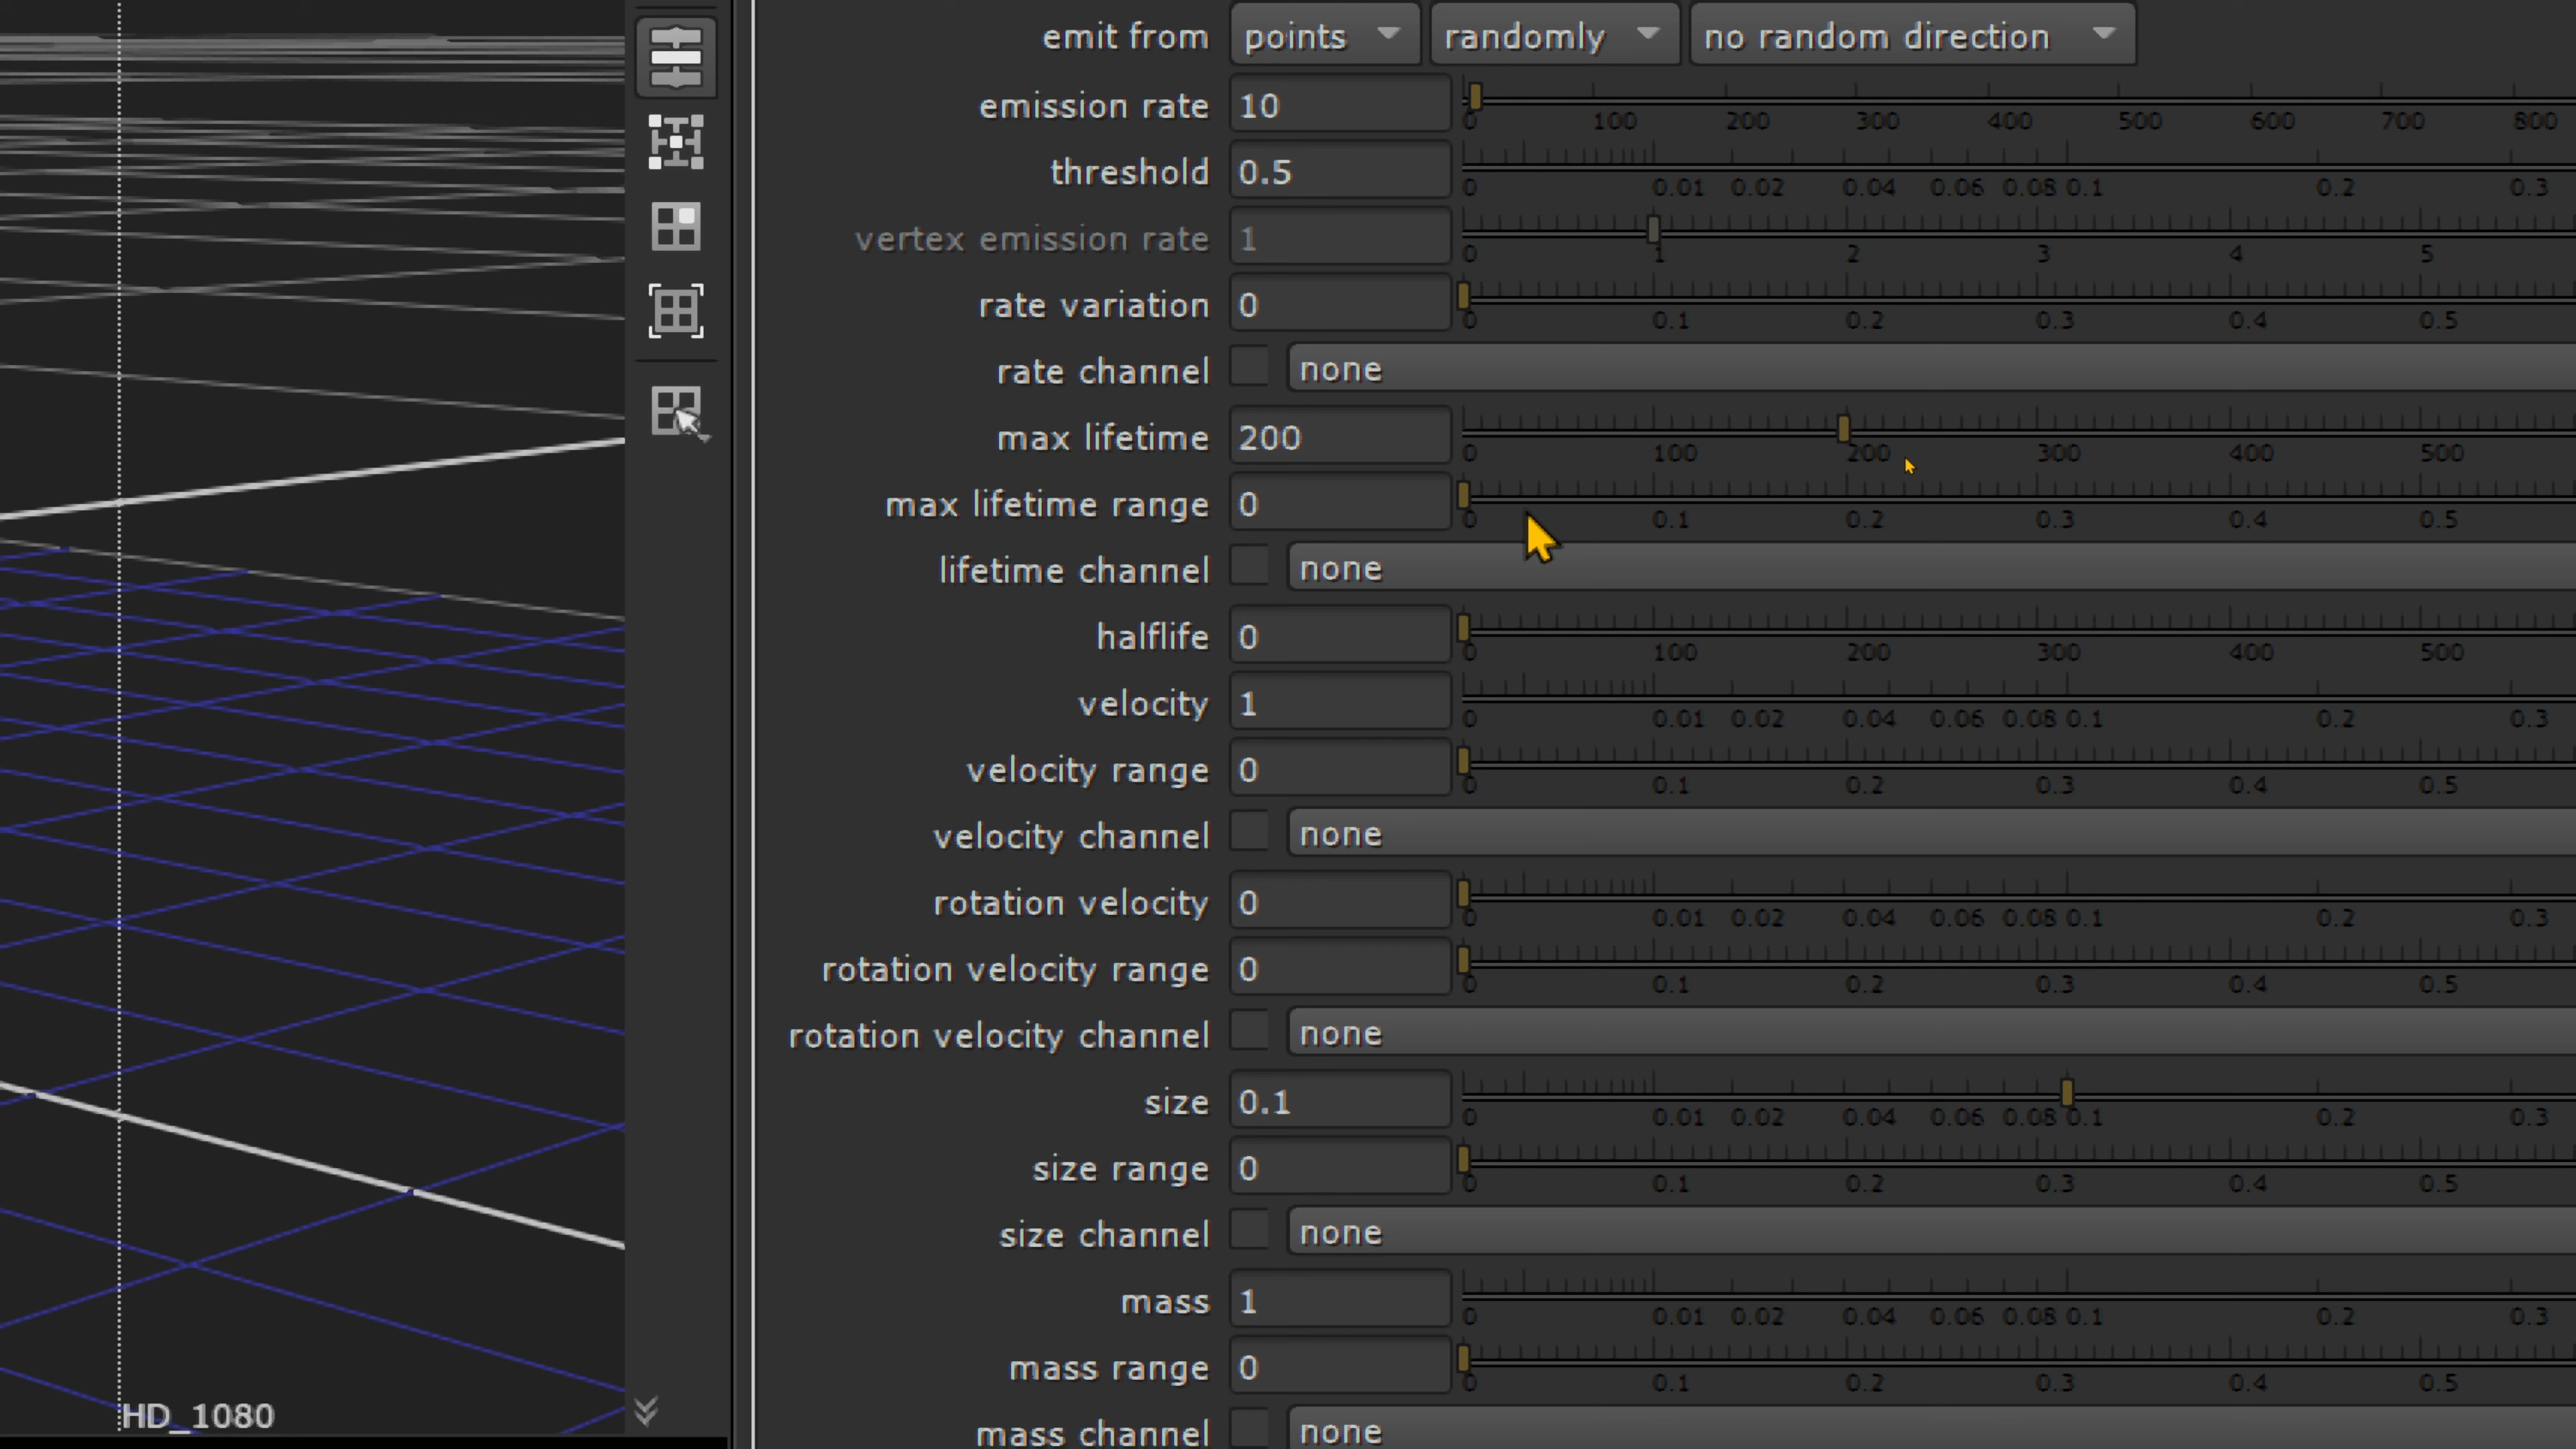 emit from points randomly no random direction
emission rate 10 0 100 200 300 400 500 600 700 800
threshold 0.5 0 0.01 0.02 0.04 0.06 0.08 0.1 0.2 0.3
vertex emission rate 1 0 1 2 3 4 5
rate variation 0 0 0.1 0.2 0.3 0.4 0.5
rate channel none
max lifetime 200 0 100 200 300 400 500
max lifetime range 0 0 0.1 0.2 0.3 0.4 0.5
lifetime channel none
halflife 0 0 100 200 300 400 500
velocity 1 0 0.01 0.02 0.04 0.06 0.08 0.1 0.2 0.3
velocity range 0 0 0.1 0.2 0.3 0.4 0.5
velocity channel none
rotation velocity 0 0 0.01 0.02 0.04 0.06 0.08 0.1 0.2 0.3
rotation velocity range 0 0 0.1 0.2 0.3 0.4 0.5
rotation velocity channel none
size 0.1 0 0.01 0.02 0.04 0.06 0.08 0.1 0.2 0.3
size range 0 0 0.1 0.2 0.3 0.4 0.5
size channel none
mass 1 0 0.01 0.02 0.04 0.06 0.08 0.1 0.2 0.3
mass range 0 0 0.1 0.2 0.3 0.4 0.5
mass channel none
HD_1080